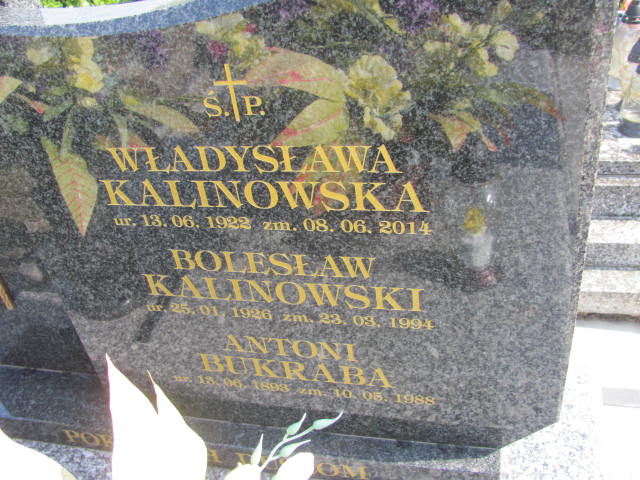 Ś.P.
WŁADYSŁAWA
KALINOWSKA
ur. 13. 06. 1922 zm. 08. 06. 2014
BOLESŁAW
KALINOWSKI
ur. 25. 01. 1926 zm. 23. 03. 1994
ANTONI
BUKRABA
ur. 13. 06. 1893 zm. 10. 05. 1988